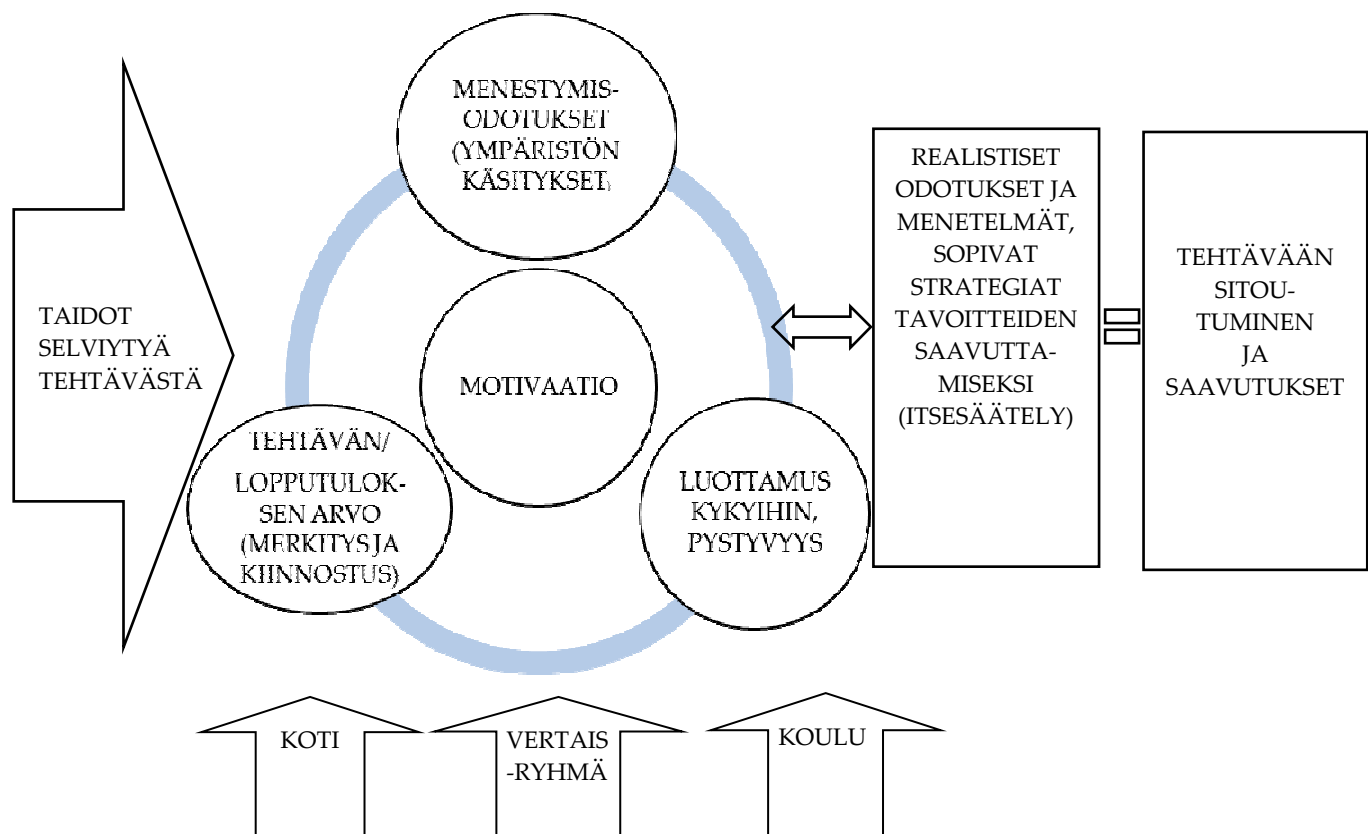 TAIDOT
SELVIYTYÄ
TEHTÄVÄSTÄ
MENESTYMIS-
ODOTUKSET
(YMPÄRISTÖN
KÄSITYKSET)
MOTIVAATIO
TEHTÄVÄN/
LOPPUTULOK-
SEN ARVO
(MERKITYS JA
KIINNOSTUS)
LUOTTAMUS
KYKYIHIN,
PYSTYVYYS
REALISTISET
ODOTUKSET JA
MENETELMÄT,
SOPIVAT
STRATEGIAT
TAVOITTEIDEN
SAAVUTTA-
MISEKSI
(ITSESÄÄTELY)
TEHTÄVÄÄN
SITOU-
TUMINEN
JA
SAAVUTUKSET
KOTI
VERTAIS
-RYHMÄ
KOULU